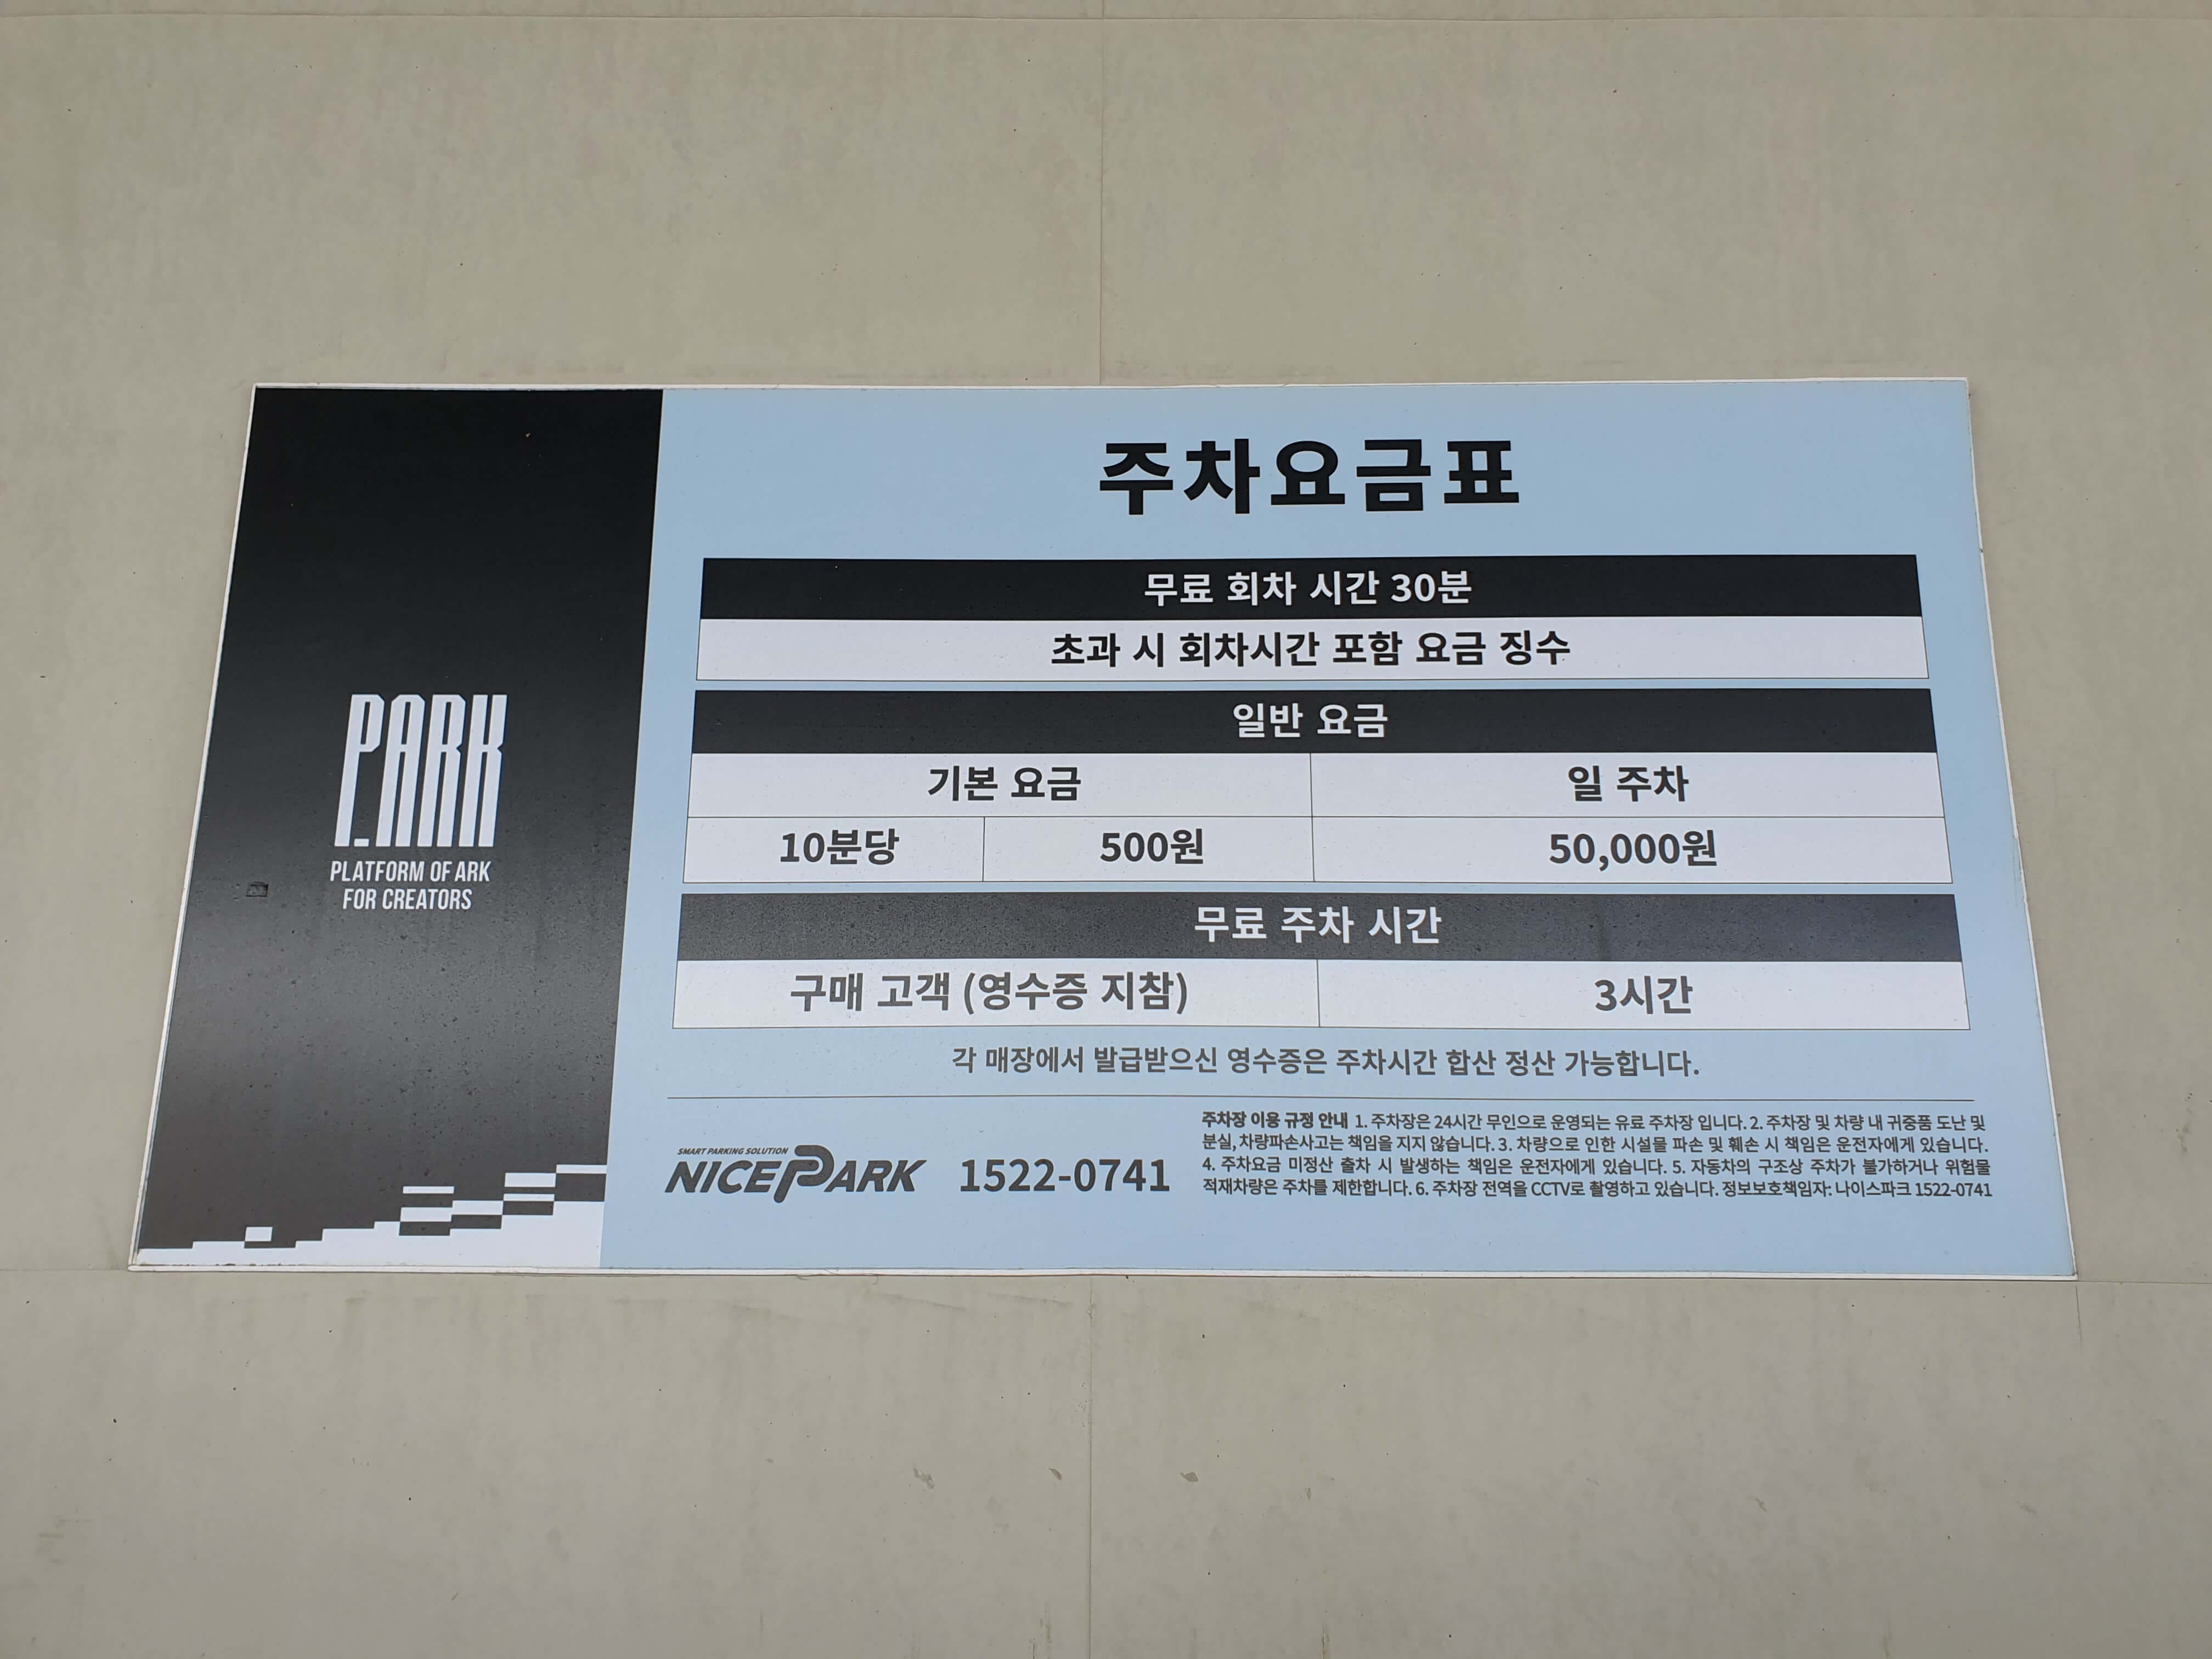 주차요금표
무료 회차 시간 30분
초과 시 회차시간 포함 요금 징수
일반 요금
기본 요금 일 주차
10분당 500원 50,000원
무료 주차 시간
구매 고객 (영수증 지참) 3시간
각 매장에서 발급받으신 영수증은 주차시간 합산 정산 가능합니다.
PARK
PLATFORM OF ARK
FOR CREATORS
SMART PARKING SOLUTION
NICEPARK 1522-0741
주차장 이용 규정 안내 1. 주차장은 24시간 무인으로 운영되는 유료 주차장 입니다. 2. 주차장 및 차량 내 귀중품 도난 및
분실, 차량파손사고는 책임을 지지 않습니다. 3. 차량으로 인한 시설물 파손 및 훼손 시 책임은 운전자에게 있습니다.
4. 주차요금 미정산 출차 시 발생하는 책임은 운전자에게 있습니다. 5. 자동차의 구조상 주차가 불가하거나 위험물
적재차량은 주차를 제한합니다. 6. 주차장 전역을 CCTV로 촬영하고 있습니다. 정보보호책임자: 나이스파크 1522-0741